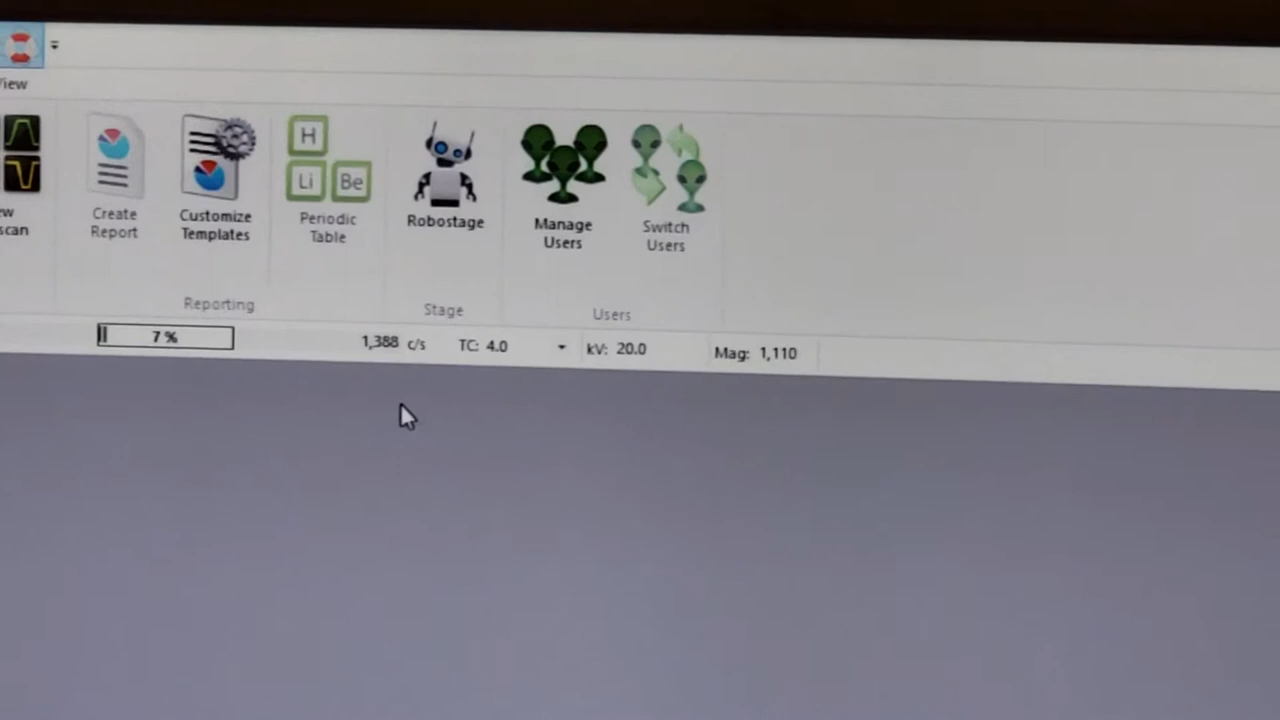 View
scan
Create
Report
Customize
Templates
H
Li
Be
Periodic
Table
Robostage
Manage
Users
Switch
Users
Reporting
Stage
Users
7 %
1,388 c/s
TC: 4.0
kV: 20.0
Mag: 1,110